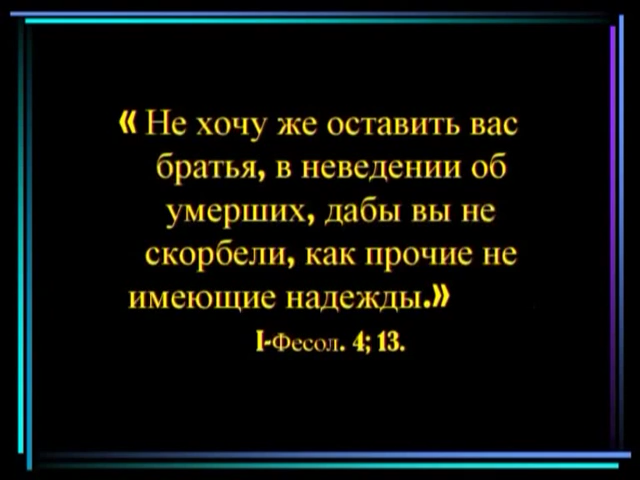 « Не хочу же оставить вас
братья, в неведении об
умерших, дабы вы не
скорбели, как прочие не
имеющие надежды.»
I-Фесол. 4; 13.